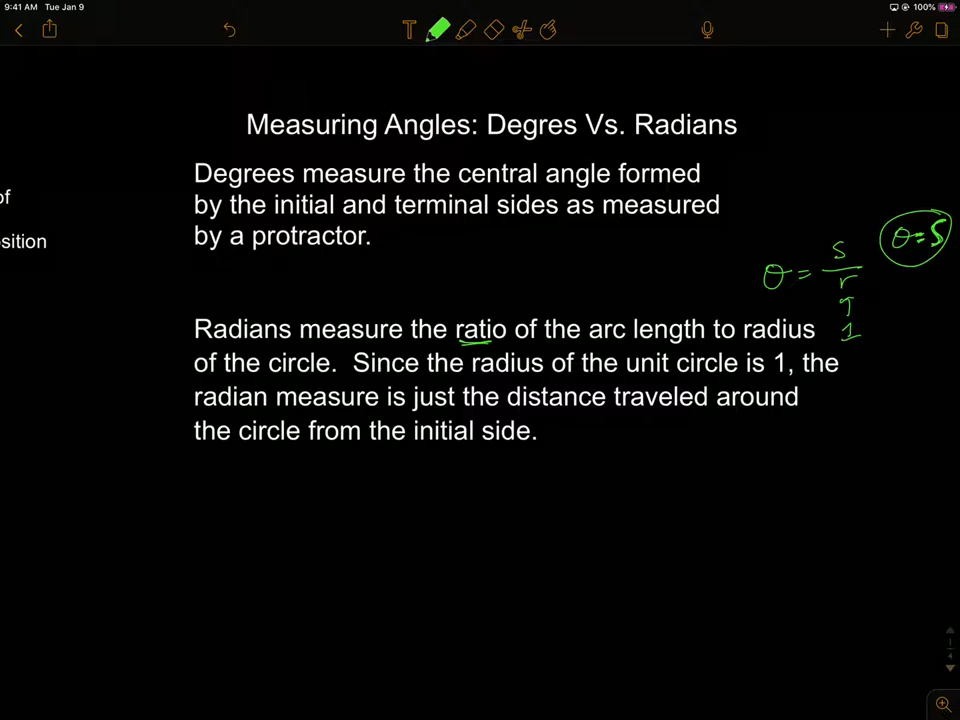 9:41 AM Tue Jan 9
100%
T
Measuring Angles: Degres Vs. Radians
Degrees measure the central angle formed
by the initial and terminal sides as measured
by a protractor.
of
sition
θ = s/r
1
θ = S
Radians measure the ratio of the arc length to radius
of the circle. Since the radius of the unit circle is 1, the
radian measure is just the distance traveled around
the circle from the initial side.
1
4